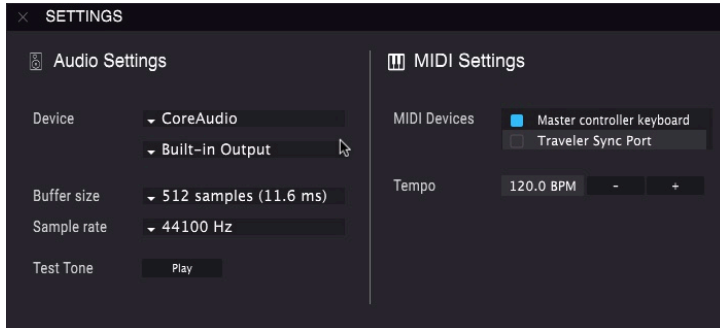 SETTINGS
Audio Settings
Device
CoreAudio
Built-in Output
Buffer size
512 samples (11.6 ms)
Sample rate
44100 Hz
Test Tone
Play
MIDI Settings
MIDI Devices
Master controller keyboard
Traveler Sync Port
Tempo
120.0 BPM
-
+